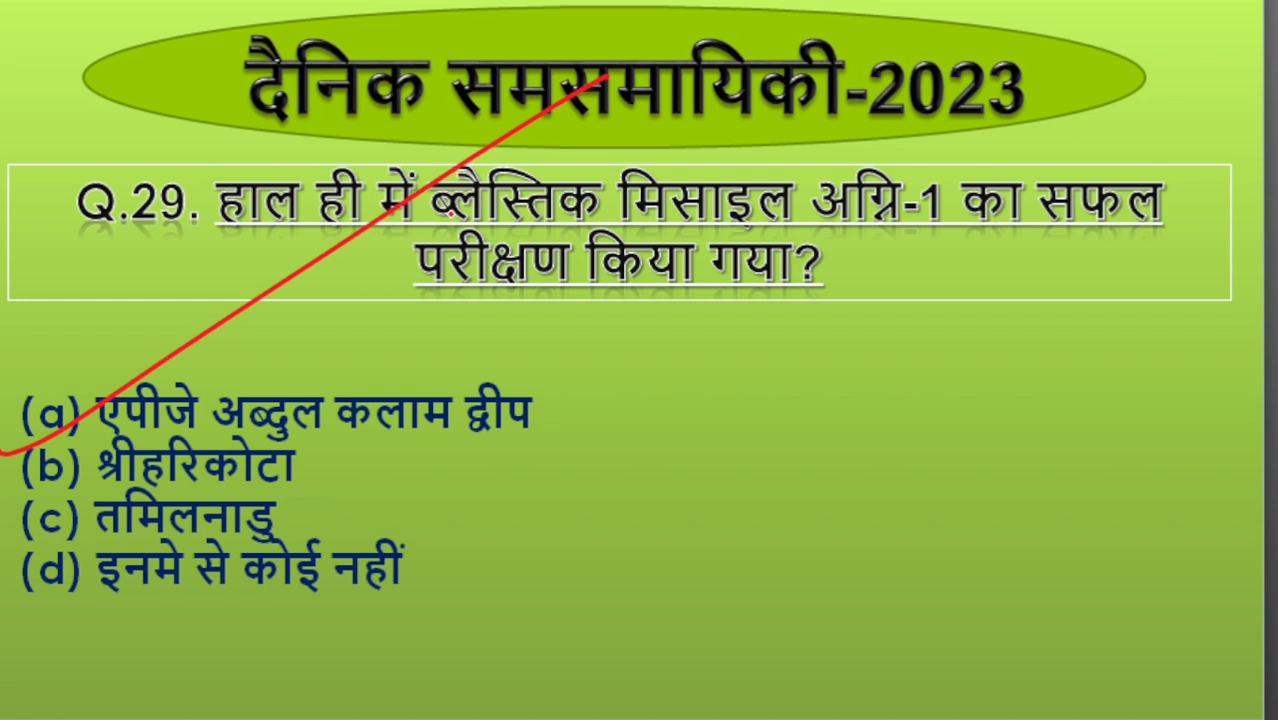 दैनिक समसमायिकी-2023
Q.29. हाल ही में ब्लैस्तिक मिसाइल अग्नि-1 का सफल
परीक्षण किया गया?
(a) एपीजे अब्दुल कलाम द्वीप
(b) श्रीहरिकोटा
(c) तमिलनाडु
(d) इनमे से कोई नहीं